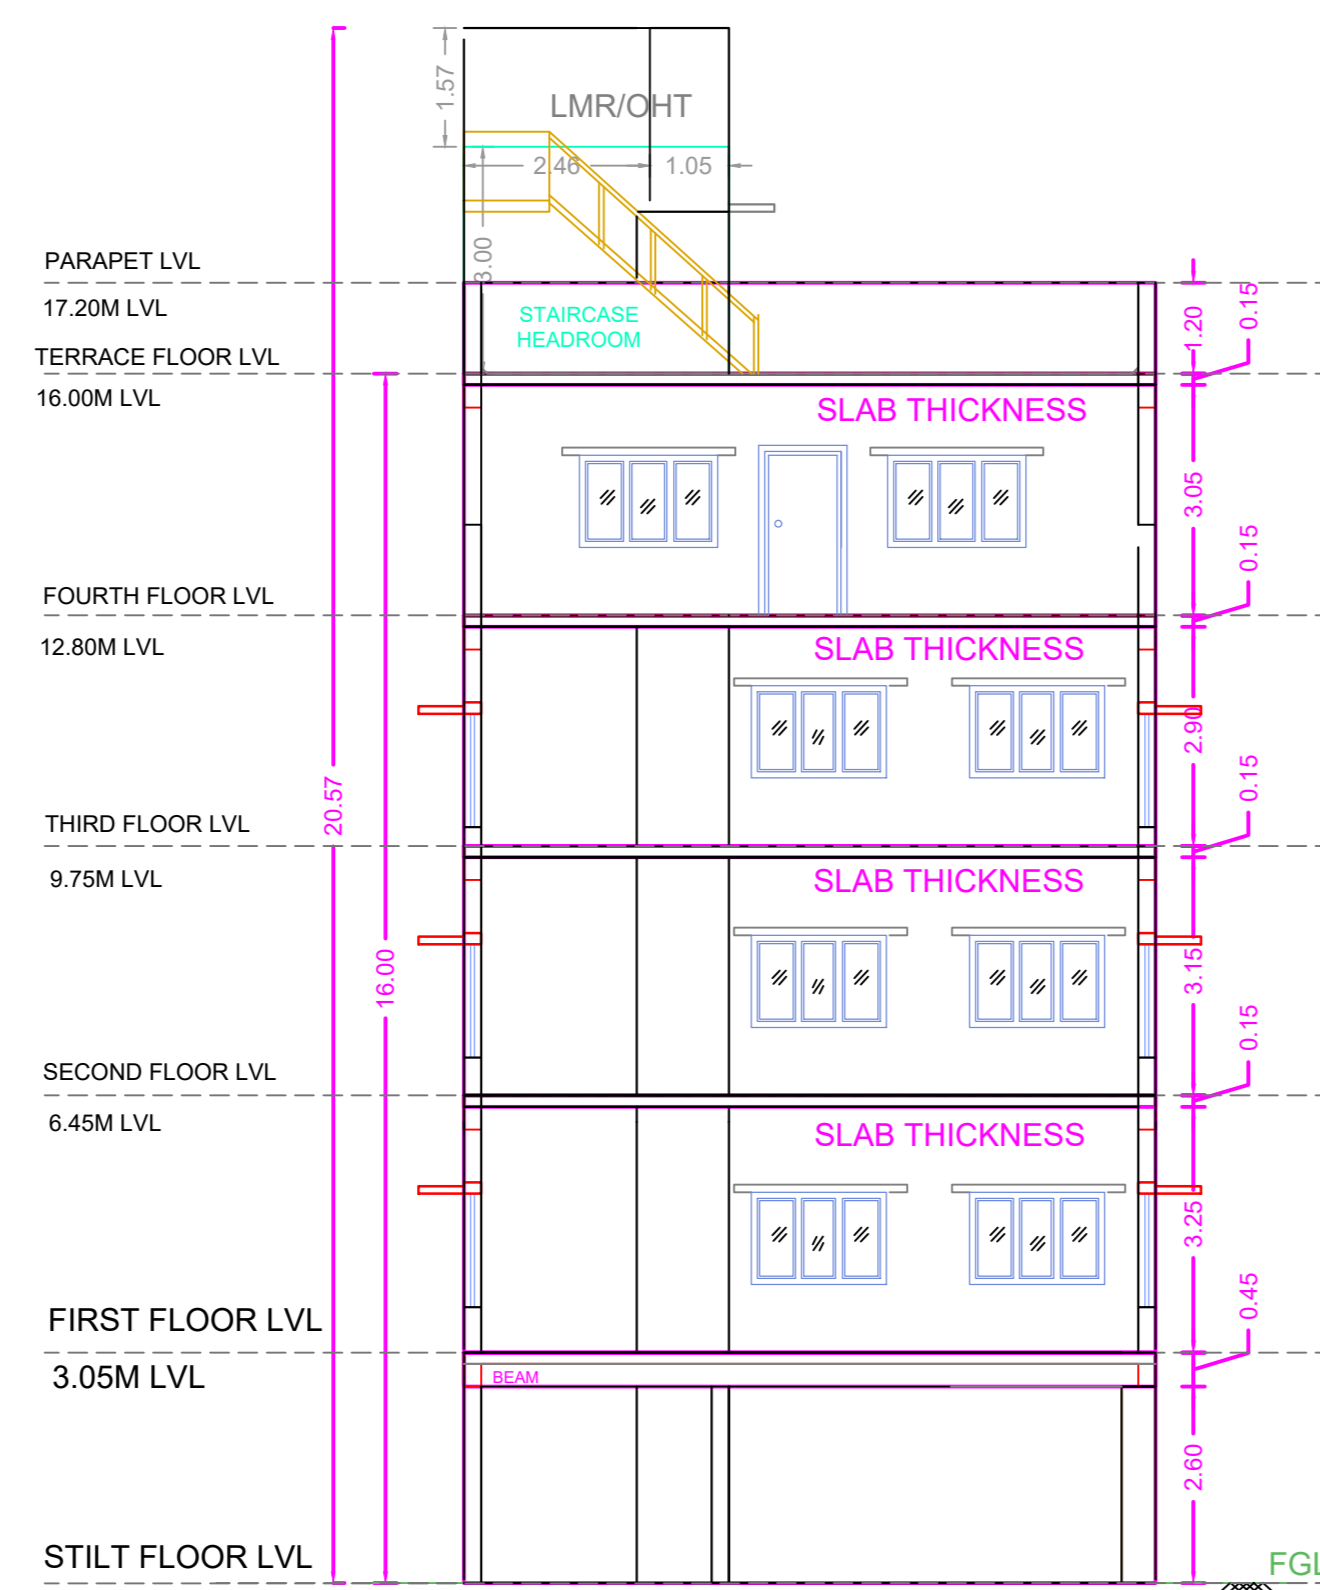 1.57
LMR/OHT
2.46
1.05
3.00
PARAPET LVL
17.20M LVL
STAIRCASE
HEADROOM
1.20
0.15
TERRACE FLOOR LVL
16.00M LVL
SLAB THICKNESS
3.05
0.15
FOURTH FLOOR LVL
12.80M LVL
SLAB THICKNESS
2.90
0.15
20.57
THIRD FLOOR LVL
9.75M LVL
SLAB THICKNESS
16.00
3.15
0.15
SECOND FLOOR LVL
6.45M LVL
SLAB THICKNESS
3.25
0.45
FIRST FLOOR LVL
3.05M LVL
BEAM
2.60
STILT FLOOR LVL
FGL